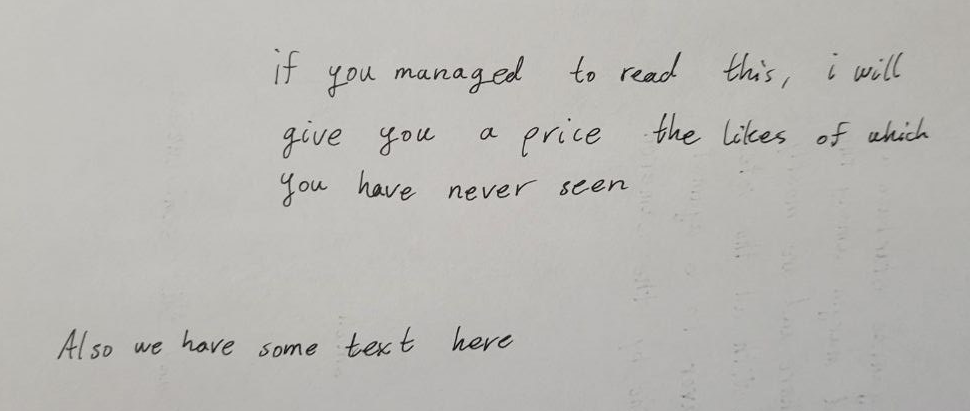 if you managed to read this, i will
give you a price the likes of which
you have never seen
Also we have some text here